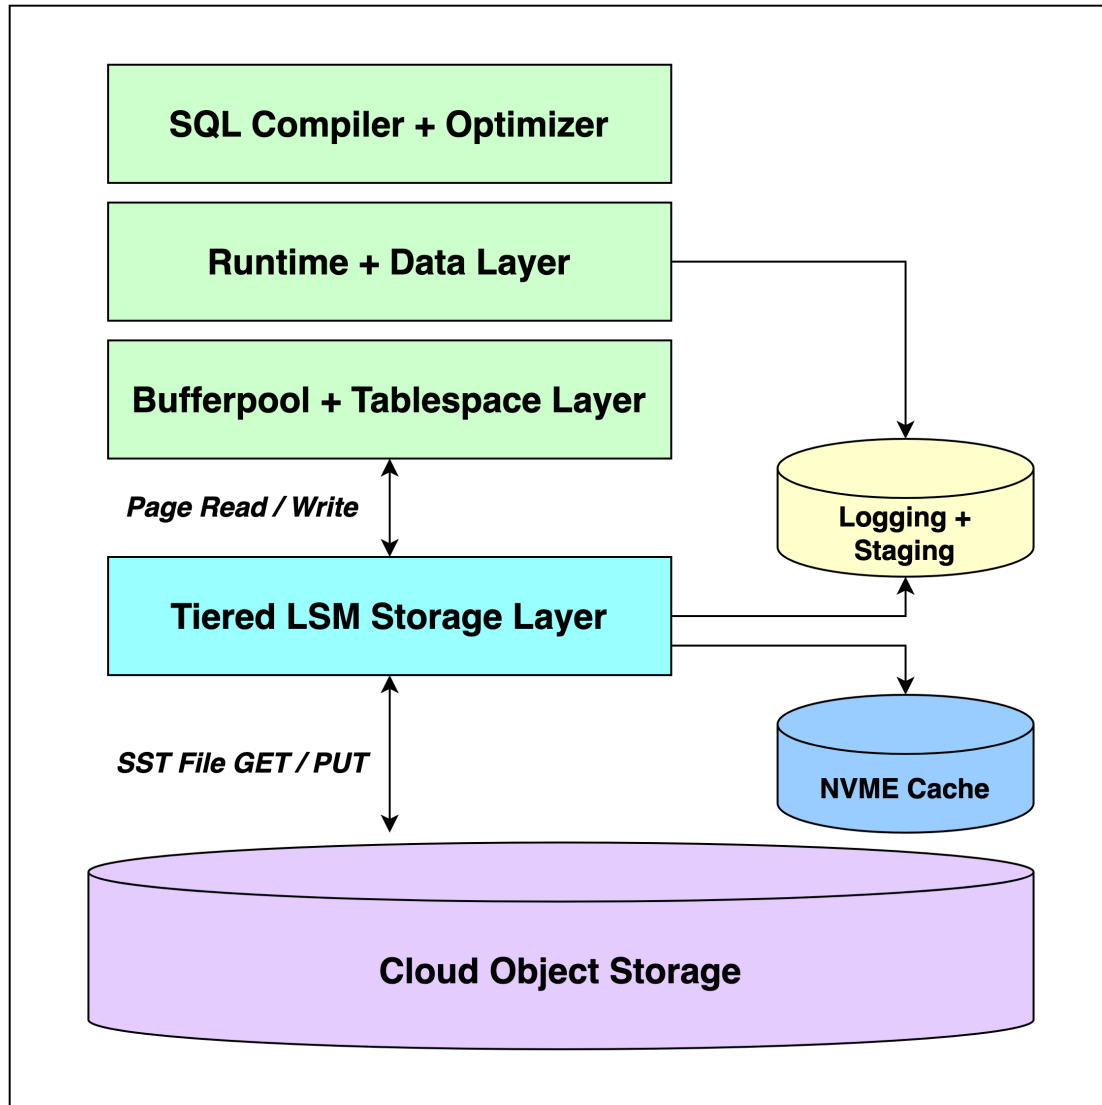 SQL Compiler + Optimizer
Runtime + Data Layer
Bufferpool + Tablespace Layer
Page Read / Write
Logging +
Staging
Tiered LSM Storage Layer
SST File GET / PUT
NVME Cache
Cloud Object Storage